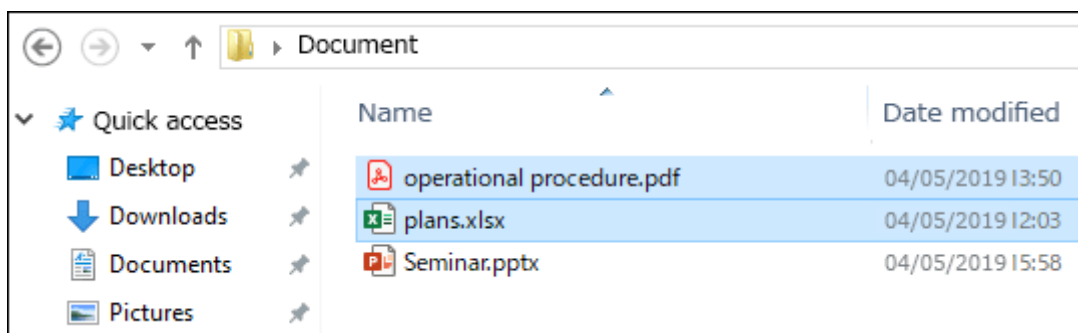 Document
Quick access
Desktop
Downloads
Documents
Pictures
Name Date modified
operational procedure.pdf 04/05/2019 13:50
plans.xlsx 04/05/2019 12:03
Seminar.pptx 04/05/2019 15:58